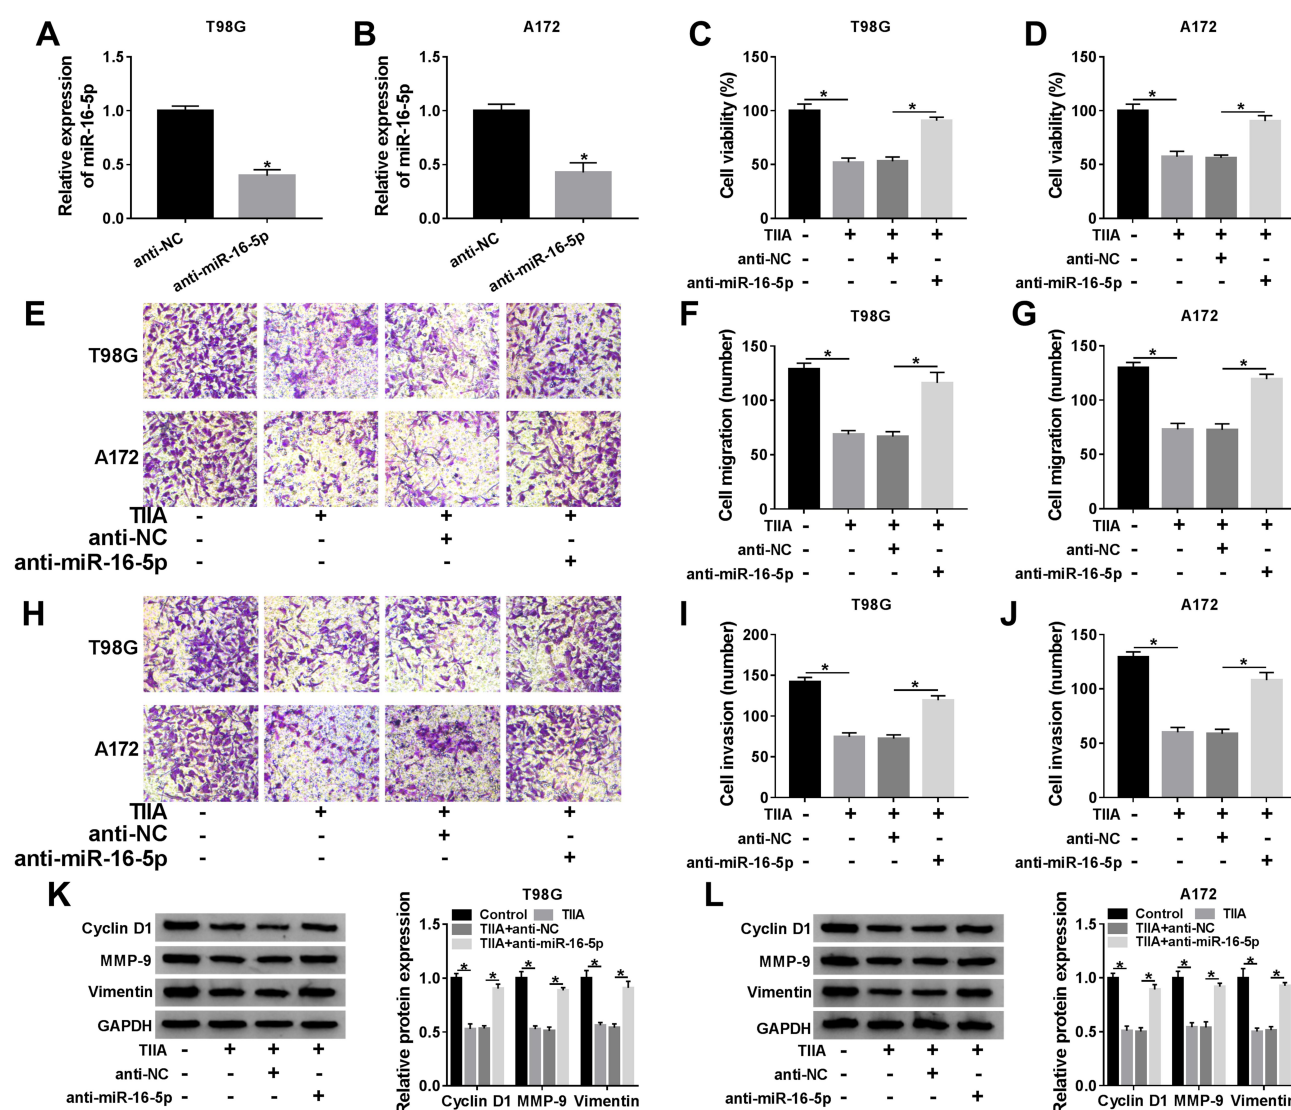 A
T98G
Relative expression
of miR-16-5p
1.5
1.0
0.5
0.0
*
anti-NC
anti-miR-16-5p
B
A172
Relative expression
of miR-16-5p
1.5
1.0
0.5
0.0
*
anti-NC
anti-miR-16-5p
C
T98G
Cell viability (%)
150
100
50
0
* *
TIIA - + + +
anti-NC - - + -
anti-miR-16-5p - - - +
D
A172
Cell viability (%)
150
100
50
0
* *
TIIA - + + +
anti-NC - - + -
anti-miR-16-5p - - - +
E
T98G
A172
TIIA - + + +
anti-NC - - + -
anti-miR-16-5p - - - +
F
T98G
Cell migration (number)
150
100
50
0
* *
TIIA - + + +
anti-NC - - + -
anti-miR-16-5p - - - +
G
A172
Cell migration (number)
150
100
50
0
* *
TIIA - + + +
anti-NC - - + -
anti-miR-16-5p - - - +
H
T98G
A172
TIIA - + + +
anti-NC - - + -
anti-miR-16-5p - - - +
I
T98G
Cell invasion (number)
200
150
100
50
0
* *
TIIA - + + +
anti-NC - - + -
anti-miR-16-5p - - - +
J
A172
Cell invasion (number)
150
100
50
0
* *
TIIA - + + +
anti-NC - - + -
anti-miR-16-5p - - - +
K
Cyclin D1
MMP-9
Vimentin
GAPDH
TIIA - + + +
anti-NC - - + -
anti-miR-16-5p - - - +
T98G
Relative protein expression
1.5
1.0
0.5
0.0
Control TIIA
TIIA+anti-NC
TIIA+anti-miR-16-5p
* * * * * *
Cyclin D1 MMP-9 Vimentin
L
Cyclin D1
MMP-9
Vimentin
GAPDH
TIIA - + + +
anti-NC - - + -
anti-miR-16-5p - - - +
A172
Relative protein expression
1.5
1.0
0.5
0.0
Control TIIA
TIIA+anti-NC
TIIA+anti-miR-16-5p
* * * * * *
Cyclin D1 MMP-9 Vimentin